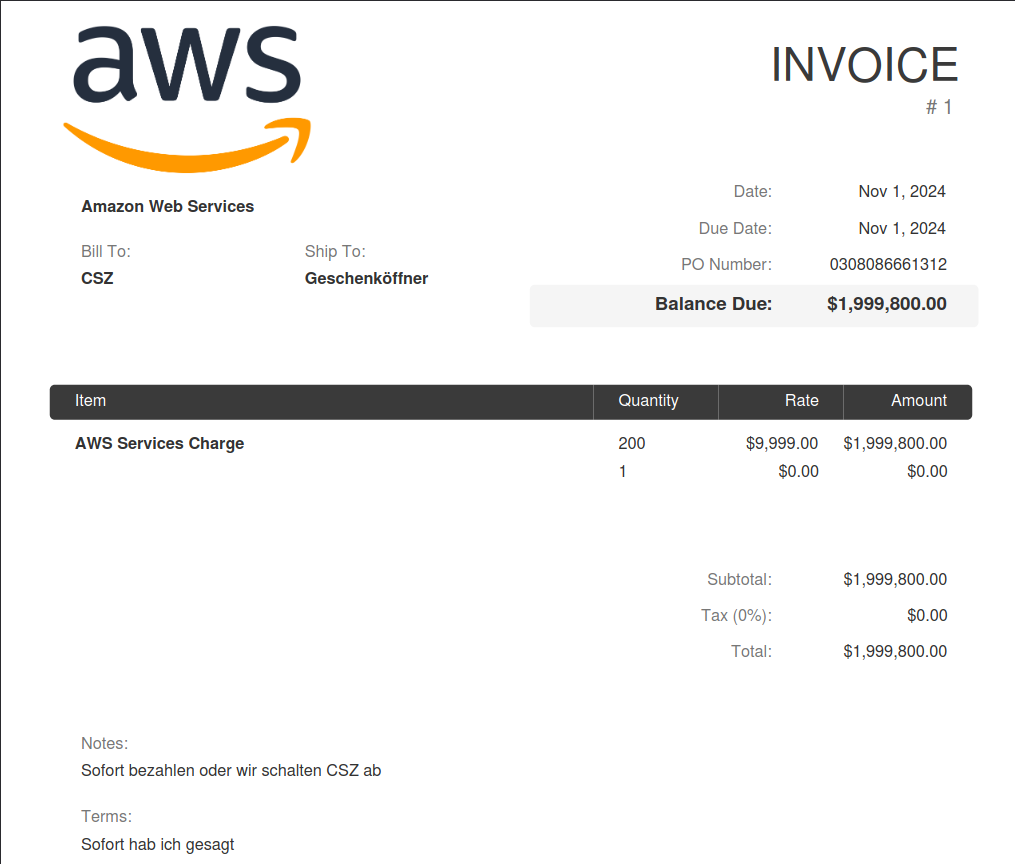 aws
INVOICE
# 1
Amazon Web Services
Date: Nov 1, 2024
Due Date: Nov 1, 2024
PO Number: 0308086661312
Balance Due: $1,999,800.00
Bill To: Ship To:
CSZ Geschenköffner
Item Quantity Rate Amount
AWS Services Charge 200 $9,999.00 $1,999,800.00
1 $0.00 $0.00
Subtotal: $1,999,800.00
Tax (0%): $0.00
Total: $1,999,800.00
Notes:
Sofort bezahlen oder wir schalten CSZ ab
Terms:
Sofort hab ich gesagt